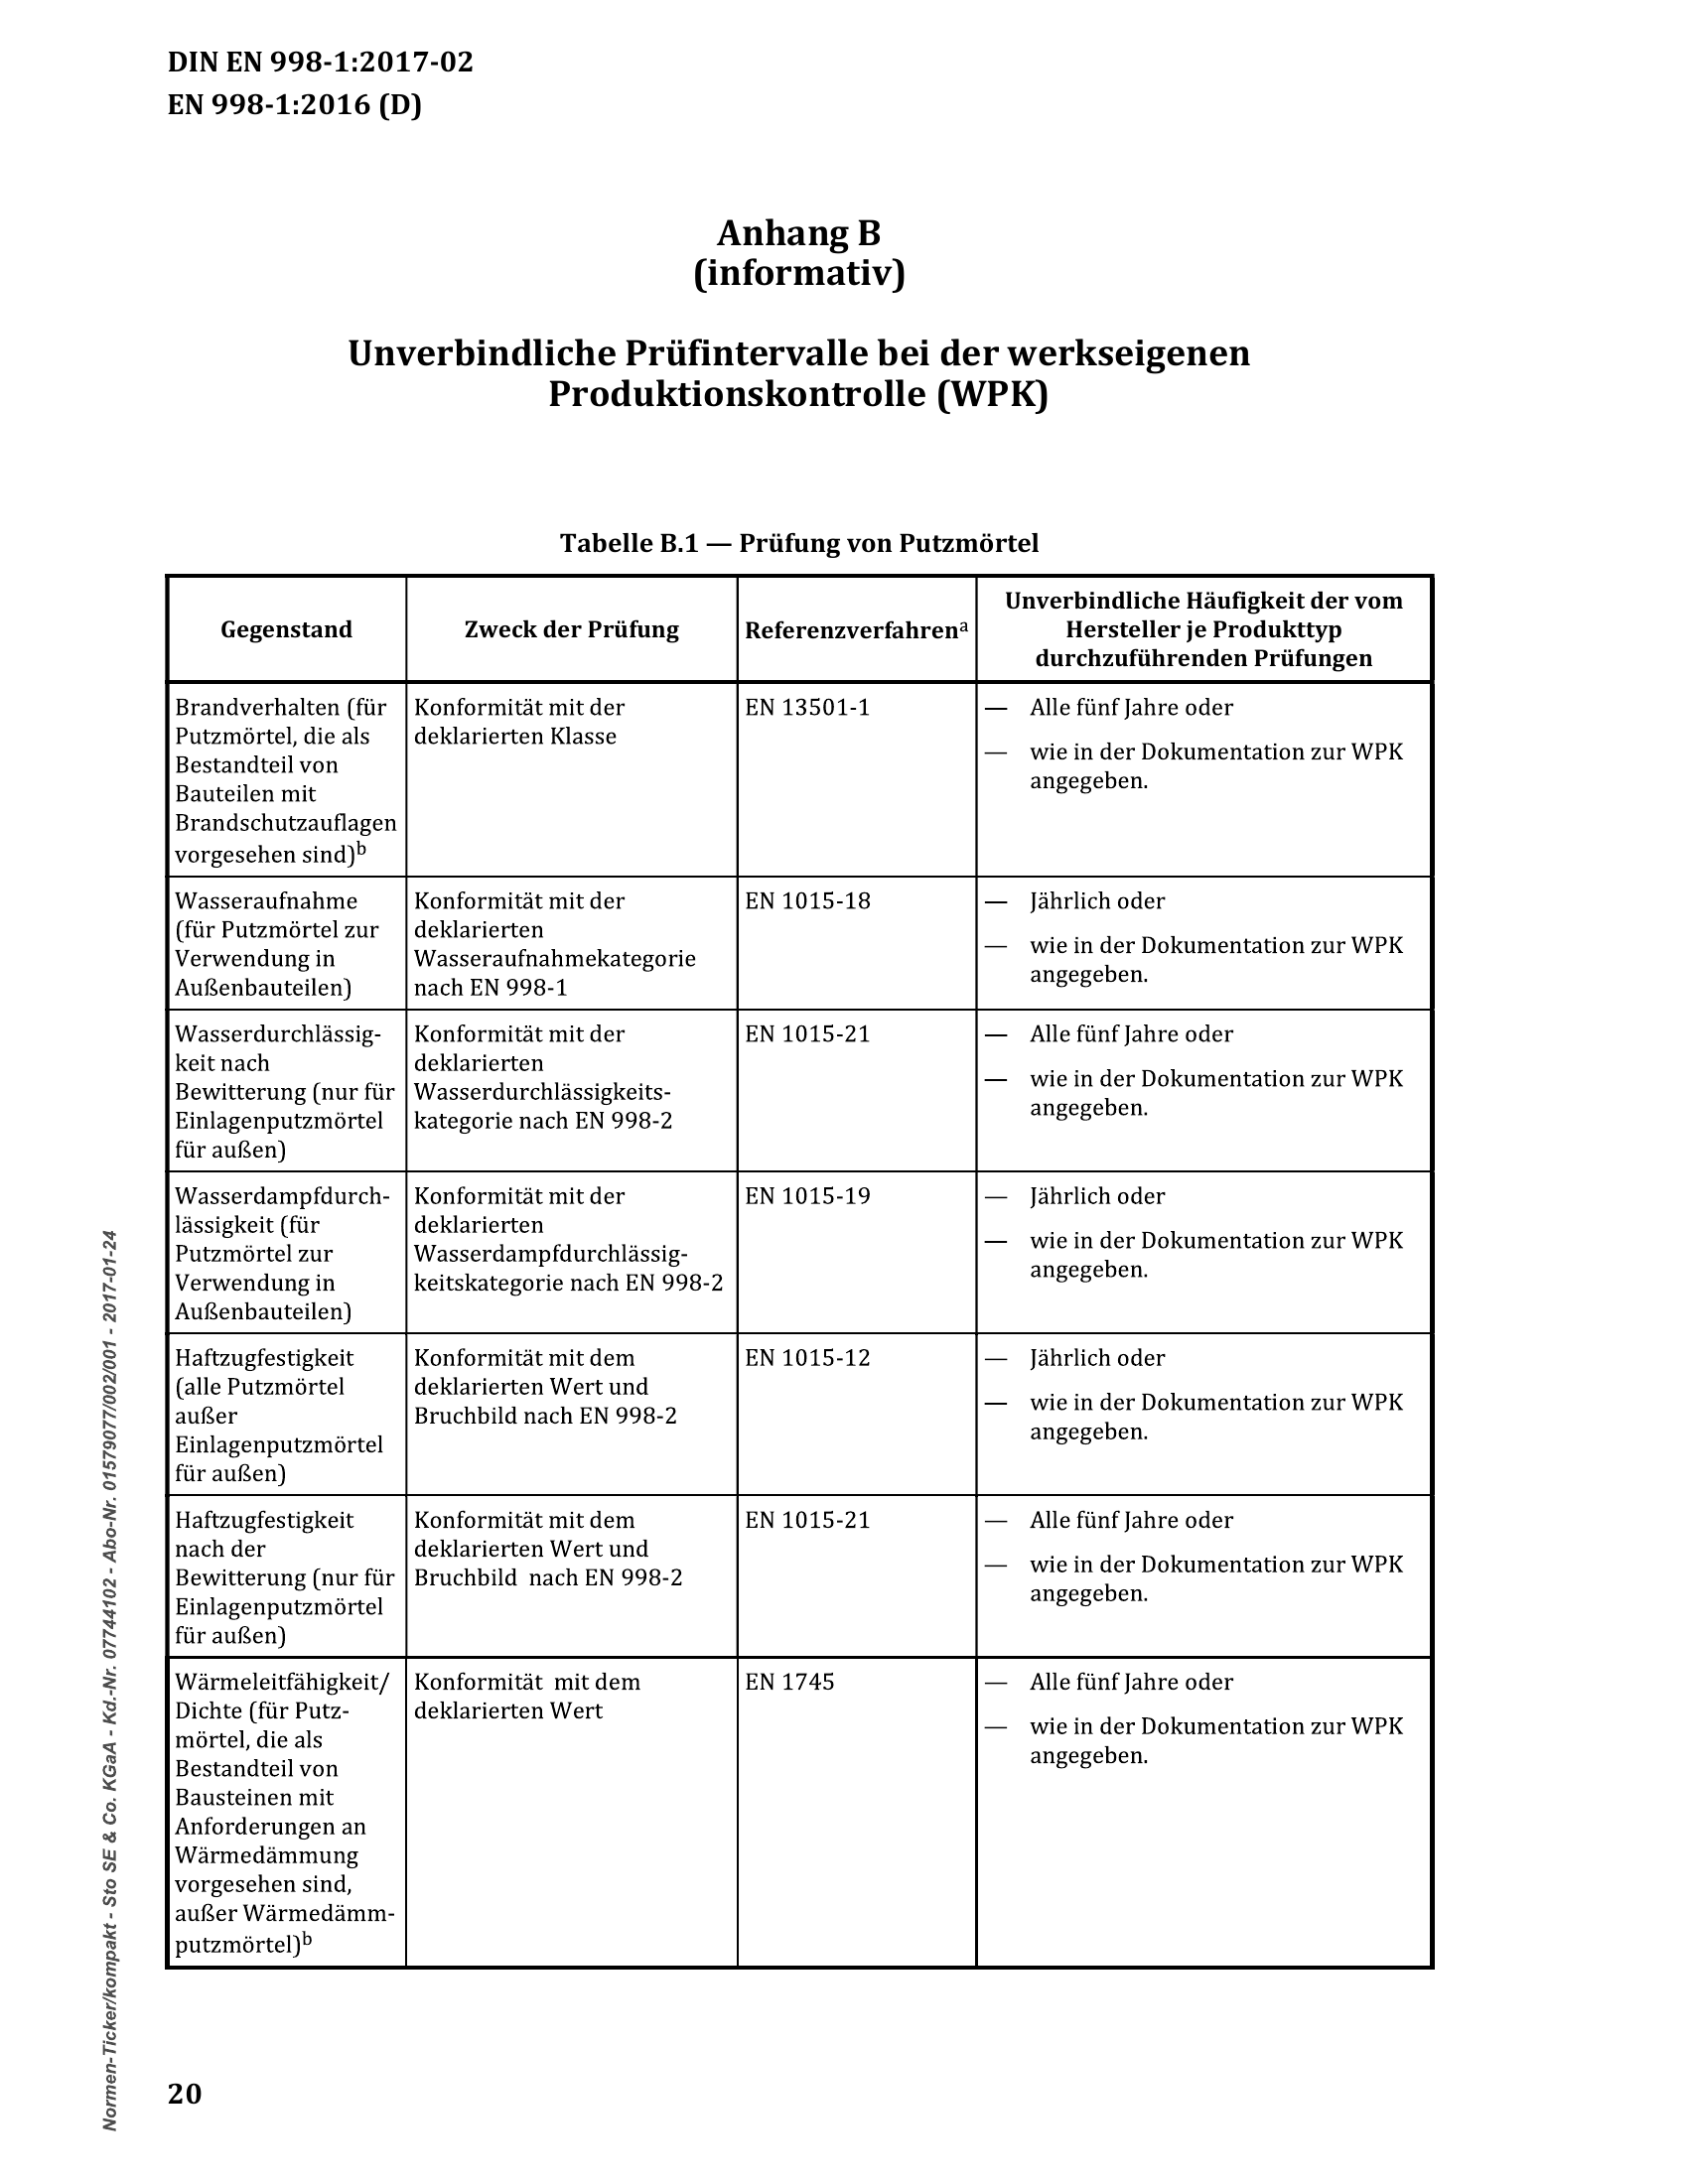 DIN EN 998-1:2017-02
EN 998-1:2016 (D)
Anhang B
(informativ)
Unverbindliche Prüfintervalle bei der werkseigenen
Produktionskontrolle (WPK)
Tabelle B.1 — Prüfung von Putzmörtel
Gegenstand
Zweck der Prüfung
Referenzverfahrenᵃ
Unverbindliche Häufigkeit der vom
Hersteller je Produkttyp
durchzuführenden Prüfungen
Brandverhalten (für
Putzmörtel, die als
Bestandteil von
Bauteilen mit
Brandschutzauflagen
vorgesehen sind)ᵇ
Konformität mit der
deklarierten Klasse
EN 13501-1
— Alle fünf Jahre oder
— wie in der Dokumentation zur WPK
angegeben.
Wasseraufnahme
(für Putzmörtel zur
Verwendung in
Außenbauteilen)
Konformität mit der
deklarierten
Wasseraufnahmekategorie
nach EN 998-1
EN 1015-18
— Jährlich oder
— wie in der Dokumentation zur WPK
angegeben.
Wasserdurchlässig-
keit nach
Bewitterung (nur für
Einlagenputzmörtel
für außen)
Konformität mit der
deklarierten
Wasserdurchlässigkeits-
kategorie nach EN 998-2
EN 1015-21
— Alle fünf Jahre oder
— wie in der Dokumentation zur WPK
angegeben.
Wasserdampfdurch-
lässigkeit (für
Putzmörtel zur
Verwendung in
Außenbauteilen)
Konformität mit der
deklarierten
Wasserdampfdurchlässig-
keitskategorie nach EN 998-2
EN 1015-19
— Jährlich oder
— wie in der Dokumentation zur WPK
angegeben.
Haftzugfestigkeit
(alle Putzmörtel
außer
Einlagenputzmörtel
für außen)
Konformität mit dem
deklarierten Wert und
Bruchbild nach EN 998-2
EN 1015-12
— Jährlich oder
— wie in der Dokumentation zur WPK
angegeben.
Haftzugfestigkeit
nach der
Bewitterung (nur für
Einlagenputzmörtel
für außen)
Konformität mit dem
deklarierten Wert und
Bruchbild nach EN 998-2
EN 1015-21
— Alle fünf Jahre oder
— wie in der Dokumentation zur WPK
angegeben.
Wärmeleitfähigkeit/
Dichte (für Putz-
mörtel, die als
Bestandteil von
Bausteinen mit
Anforderungen an
Wärmedämmung
vorgesehen sind,
außer Wärmedämm-
putzmörtel)ᵇ
Konformität mit dem
deklarierten Wert
EN 1745
— Alle fünf Jahre oder
— wie in der Dokumentation zur WPK
angegeben.
20
Normen-Ticker/kompakt - Sto SE & Co. KGaA - Kd.-Nr. 07744102 - Abo-Nr. 01579077/002/001 - 2017-01-24